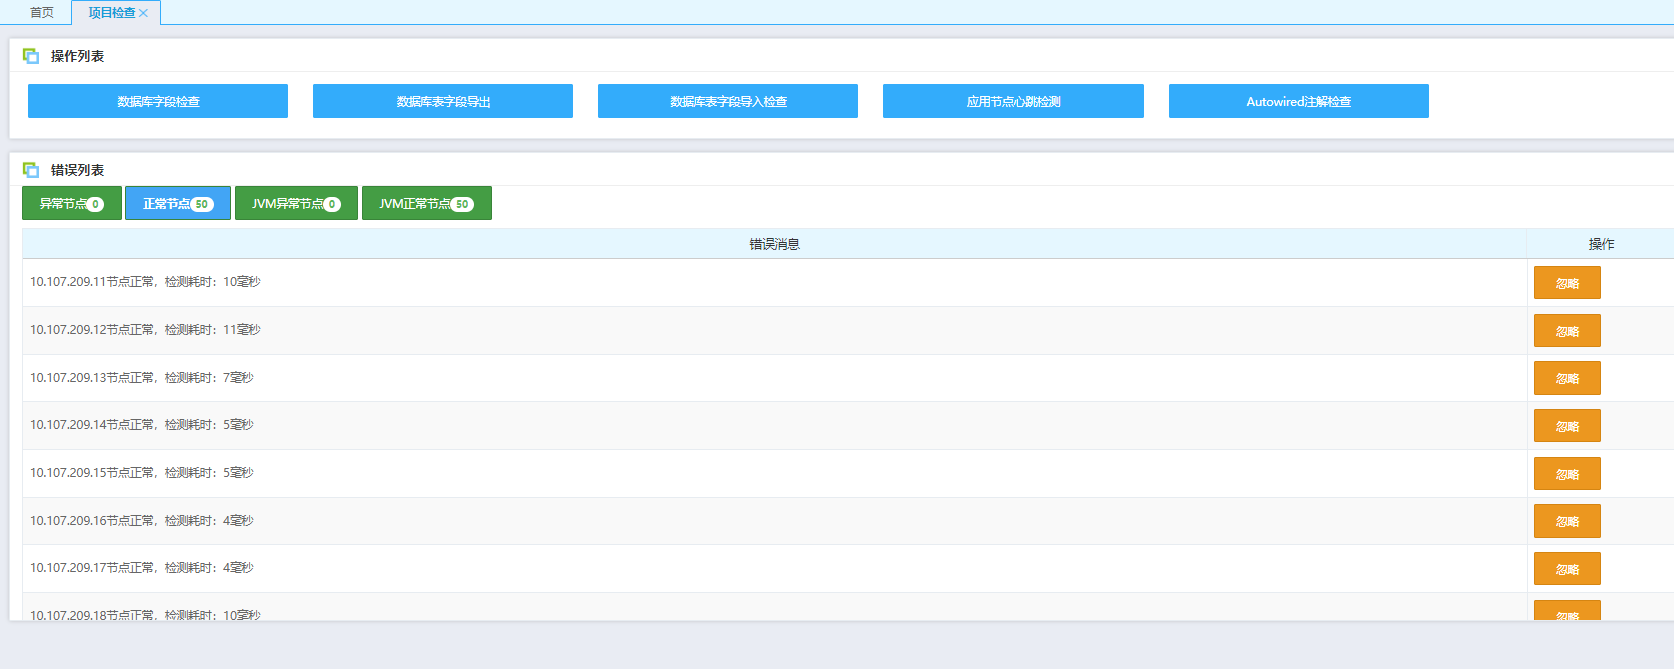 首页 项目检查
操作列表
数据库字段检查 数据库表字段导出 数据库表字段导入检查 应用节点心跳检测 Autowired注解检查
错误列表
异常节点0 正常节点50 JVM异常节点0 JVM正常节点50
错误消息 操作
10.107.209.11节点正常，检测耗时：10毫秒 忽略
10.107.209.12节点正常，检测耗时：11毫秒 忽略
10.107.209.13节点正常，检测耗时：7毫秒 忽略
10.107.209.14节点正常，检测耗时：5毫秒 忽略
10.107.209.15节点正常，检测耗时：5毫秒 忽略
10.107.209.16节点正常，检测耗时：4毫秒 忽略
10.107.209.17节点正常，检测耗时：4毫秒 忽略
10.107.209.18节点正常，检测耗时：10毫秒 忽略